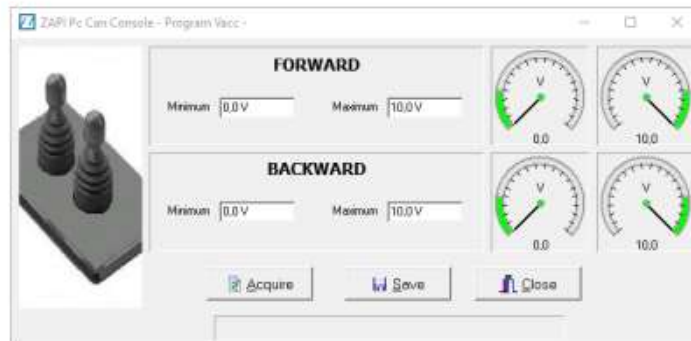 ZAPI Pc Can Console - Program Vacc -
FORWARD
Minimum 0,0 V Maximum 10,0 V
V V
0,0 10,0
BACKWARD
Minimum 0,0 V Maximum 10,0 V
V V
0,0 10,0
Acquire Save Close